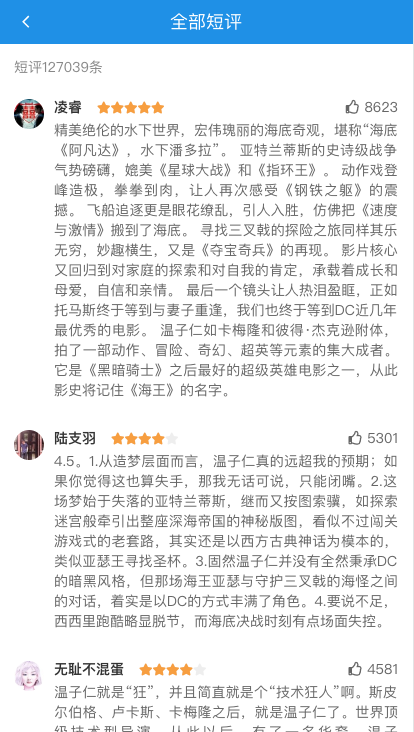 全部短评
短评127039条
凌睿 8623
精美绝伦的水下世界，宏伟瑰丽的海底奇观，堪称“海底
《阿凡达》，水下潘多拉”。 亚特兰蒂斯的史诗级战争
气势磅礴，媲美《星球大战》和《指环王》。 动作戏登
峰造极，拳拳到肉，让人再次感受《钢铁之躯》的震
撼。 飞船追逐更是眼花缭乱，引人入胜，仿佛把《速度
与激情》搬到了海底。 寻找三叉戟的探险之旅同样其乐
无穷，妙趣横生，又是《夺宝奇兵》的再现。 影片核心
又回归到对家庭的探索和对自我的肯定，承载着成长和
母爱，自信和亲情。 最后一个镜头让人热泪盈眶，正如
托马斯终于等到与妻子重逢，我们也终于等到DC近几年
最优秀的电影。 温子仁如卡梅隆和彼得·杰克逊附体，
拍了一部动作、冒险、奇幻、超英等元素的集大成者。
它是《黑暗骑士》之后最好的超级英雄电影之一，从此
影史将记住《海王》的名字。
陆支羽 5301
4.5。1.从造梦层面而言，温子仁真的远超我的预期；如
果你觉得这也算失手，那我无话可说，只能闭嘴。2.这
场梦始于失落的亚特兰蒂斯，继而又按图索骥，如探索
迷宫般牵引出整座深海帝国的神秘版图，看似不过闯关
游戏式的老套路，其实还是以西方古典神话为模本的，
类似亚瑟王寻找圣杯。3.固然温子仁并没有全然秉承DC
的暗黑风格，但那场海王亚瑟与守护三叉戟的海怪之间
的对话，着实是以DC的方式丰满了角色。4.要说不足，
西西里跑酷略显脱节，而海底决战时刻有点场面失控。
无耻不混蛋 4581
温子仁就是“狂”，并且简直就是个“技术狂人”啊。斯皮
尔伯格、卢卡斯、卡梅隆之后，就是温子仁了。世界顶
级技术型导演，从此以后，有了一名华裔。温子